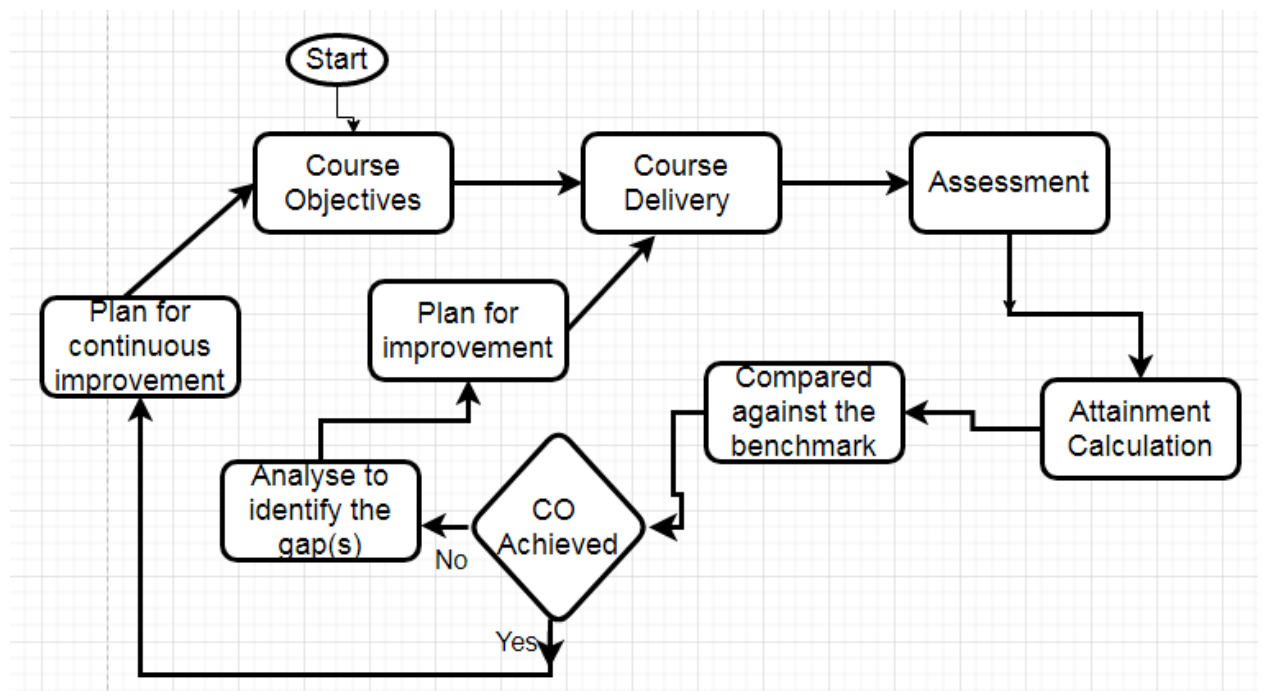 Start
Course
Objectives
Course
Delivery
Assessment
Plan for
continuous
improvement
Plan for
improvement
Compared
against the
benchmark
Attainment
Calculation
Analyse to
identify the
gap(s)
No
CO
Achieved
Yes